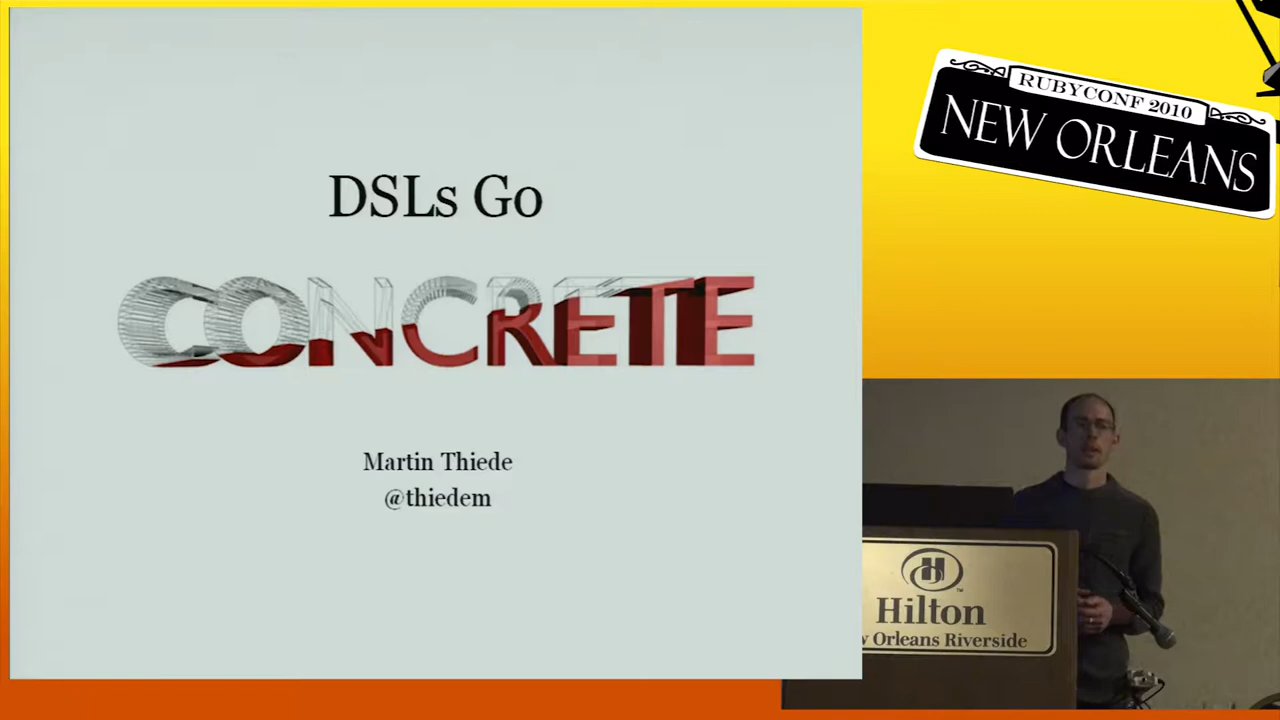 DSLs Go
CONCRETE
Martin Thiede
@thiedem
RUBYCONF 2010
NEW ORLEANS
Hilton
Orleans Riverside